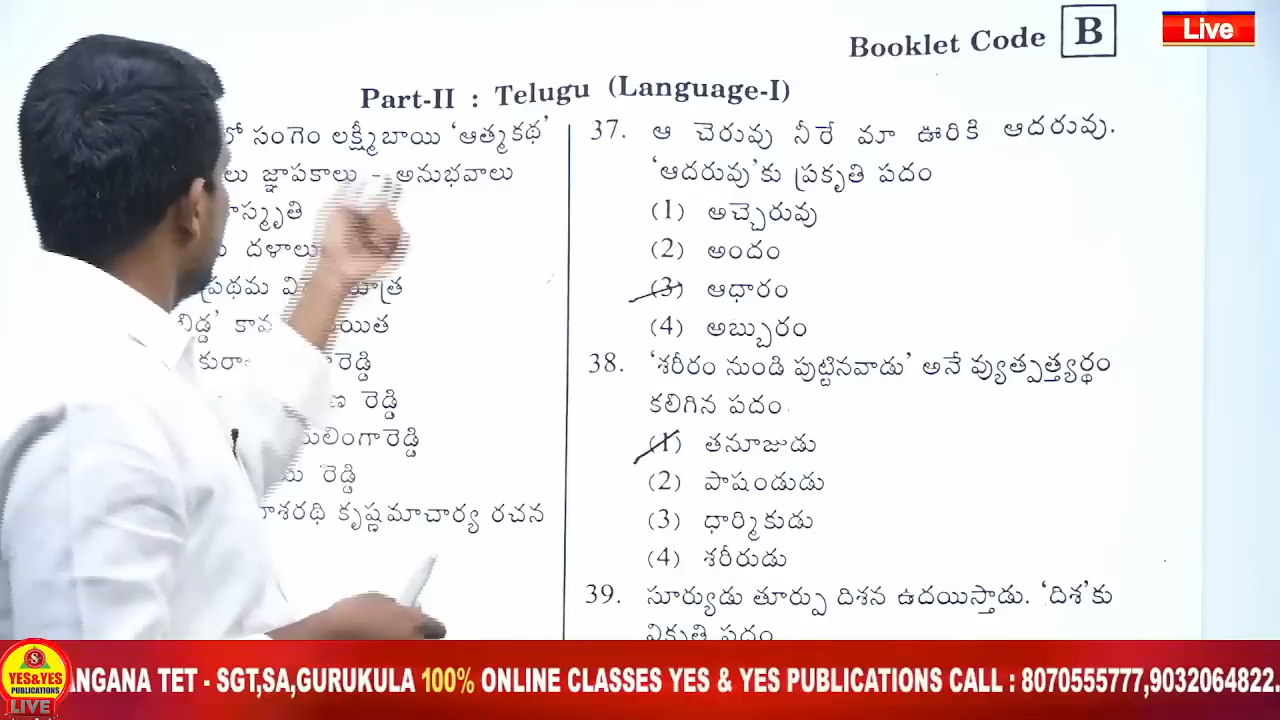 Live
Booklet Code B
Part-II : Telugu (Language-I)
సంగెం లక్ష్మీబాయి ‘ఆత్మకథ’
జ్ఞాపకాలు - అనుభవాలు
దళాలు
ప్రథమ
రెడ్డి
రెడ్డి
కృష్ణమాచార్య రచన
37. ఆ చెరువు నీరే మా ఊరికి ఆదరువు.
‘ఆదరువు’కు ప్రకృతి పదం
(1) అచ్చెరువు
(2) అందం
(3) ఆధారం
(4) అబ్బురం
38. ‘శరీరం నుండి పుట్టినవాడు’ అనే వ్యుత్పత్త్యర్థం
కలిగిన పదం
(1) తనూజుడు
(2) పాషండుడు
(3) ధార్మికుడు
(4) శరీరుడు
39. సూర్యుడు తూర్పు దిశన ఉదయిస్తాడు. ‘దిశ’కు
వికృతి పదం
S
YES&YES
PUBLICATIONS
LIVE
ANGANA TET - SGT,SA,GURUKULA 100% ONLINE CLASSES YES & YES PUBLICATIONS CALL : 8070555777,9032064822.